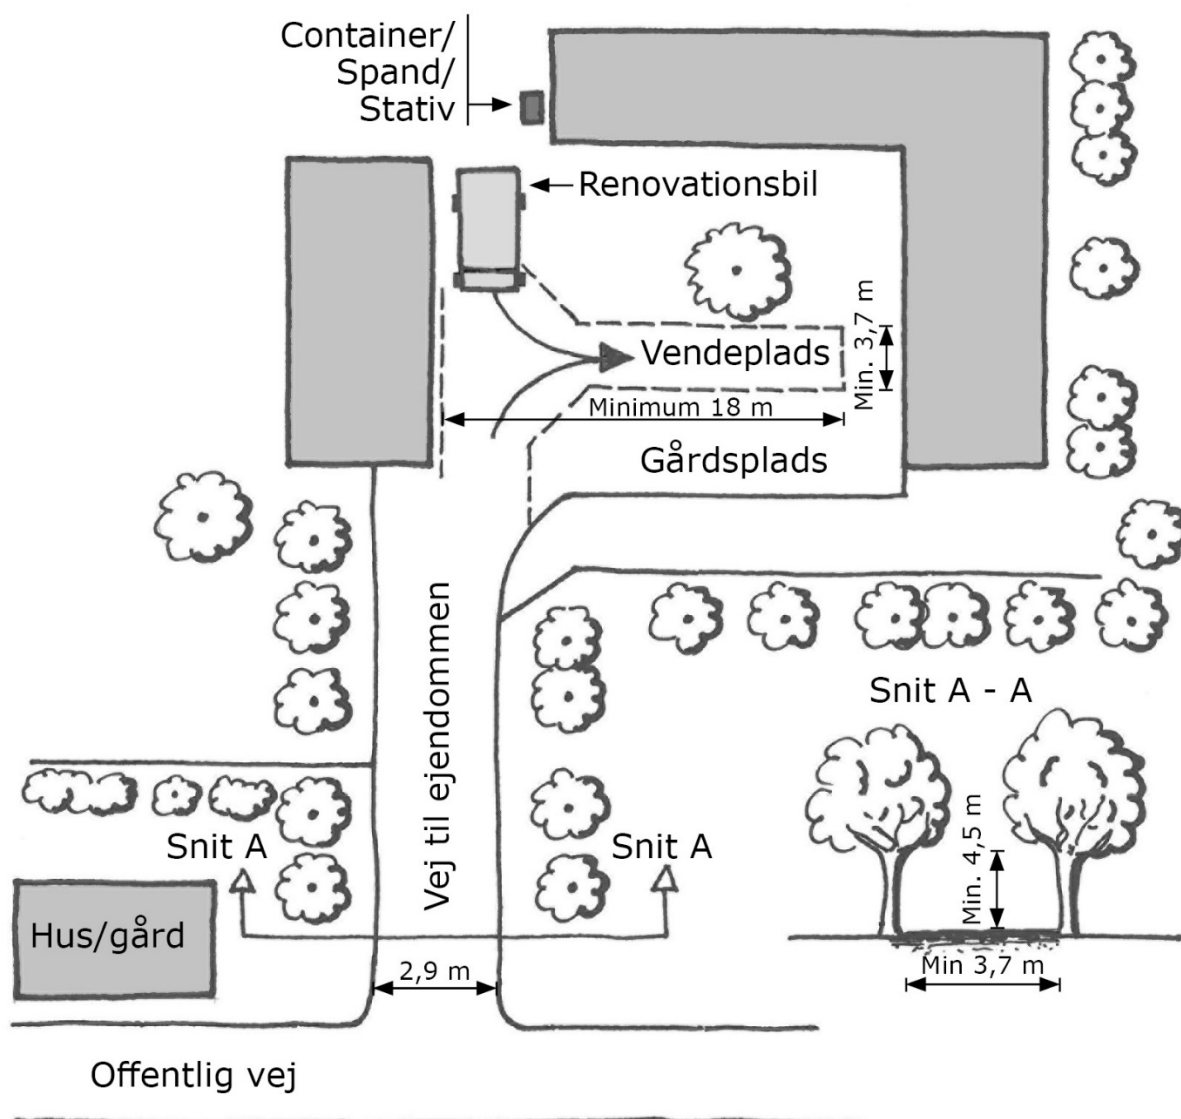 Container/
Spand/
Stativ
Renovationsbil
Vendeplads
Min. 3,7 m
Minimum 18 m
Gårdsplads
Vej til ejendommen
Snit A - A
Snit A
Snit A
Min. 4,5 m
Hus/gård
2,9 m
Min 3,7 m
Offentlig vej